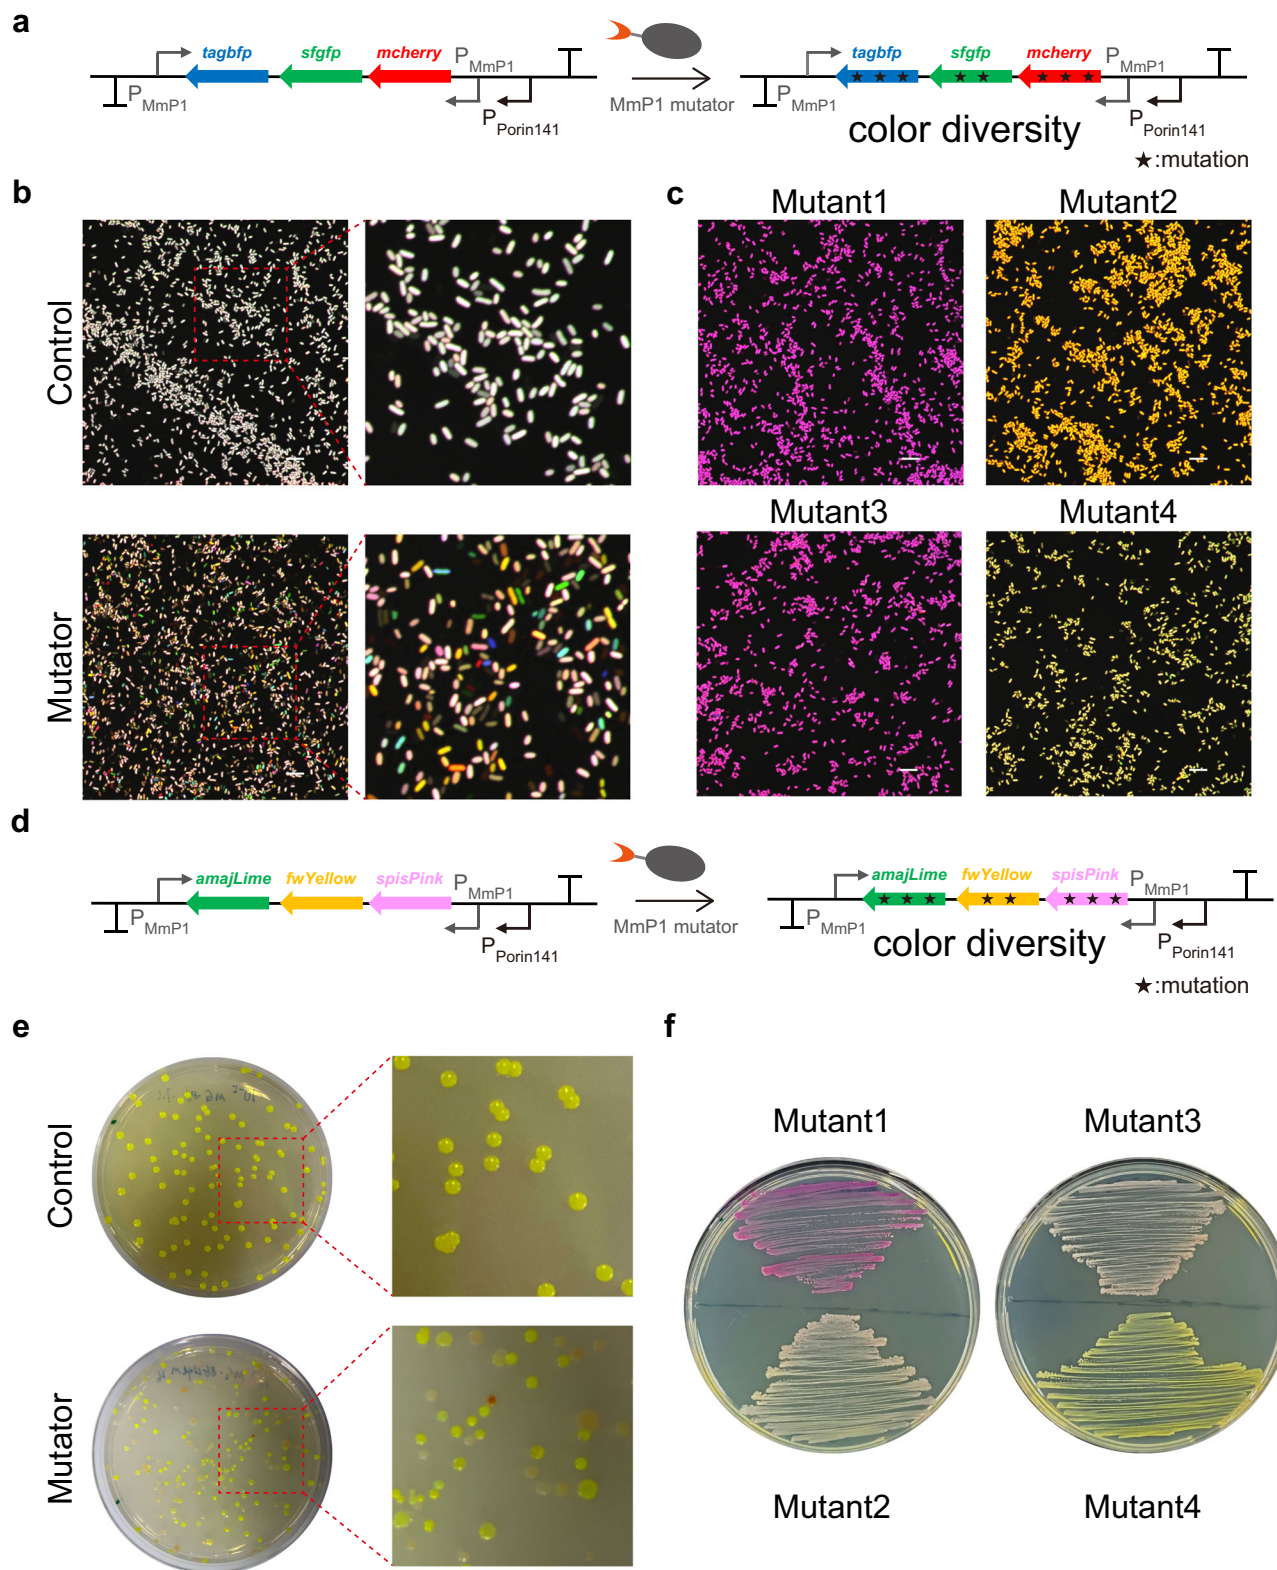 a
tagbfp sfgfp mcherry PMmP1
PMmP1
PPorin141
MmP1 mutator
tagbfp sfgfp mcherry PMmP1
PMmP1
PPorin141
color diversity
★:mutation
b
Control
Mutator
c
Mutant1 Mutant2
Mutant3 Mutant4
d
amajLime fwYellow spisPink PMmP1
PMmP1
PPorin141
MmP1 mutator
amajLime fwYellow spisPink PMmP1
PMmP1
PPorin141
color diversity
★:mutation
e
Control
Mutator
f
Mutant1 Mutant3
Mutant2 Mutant4